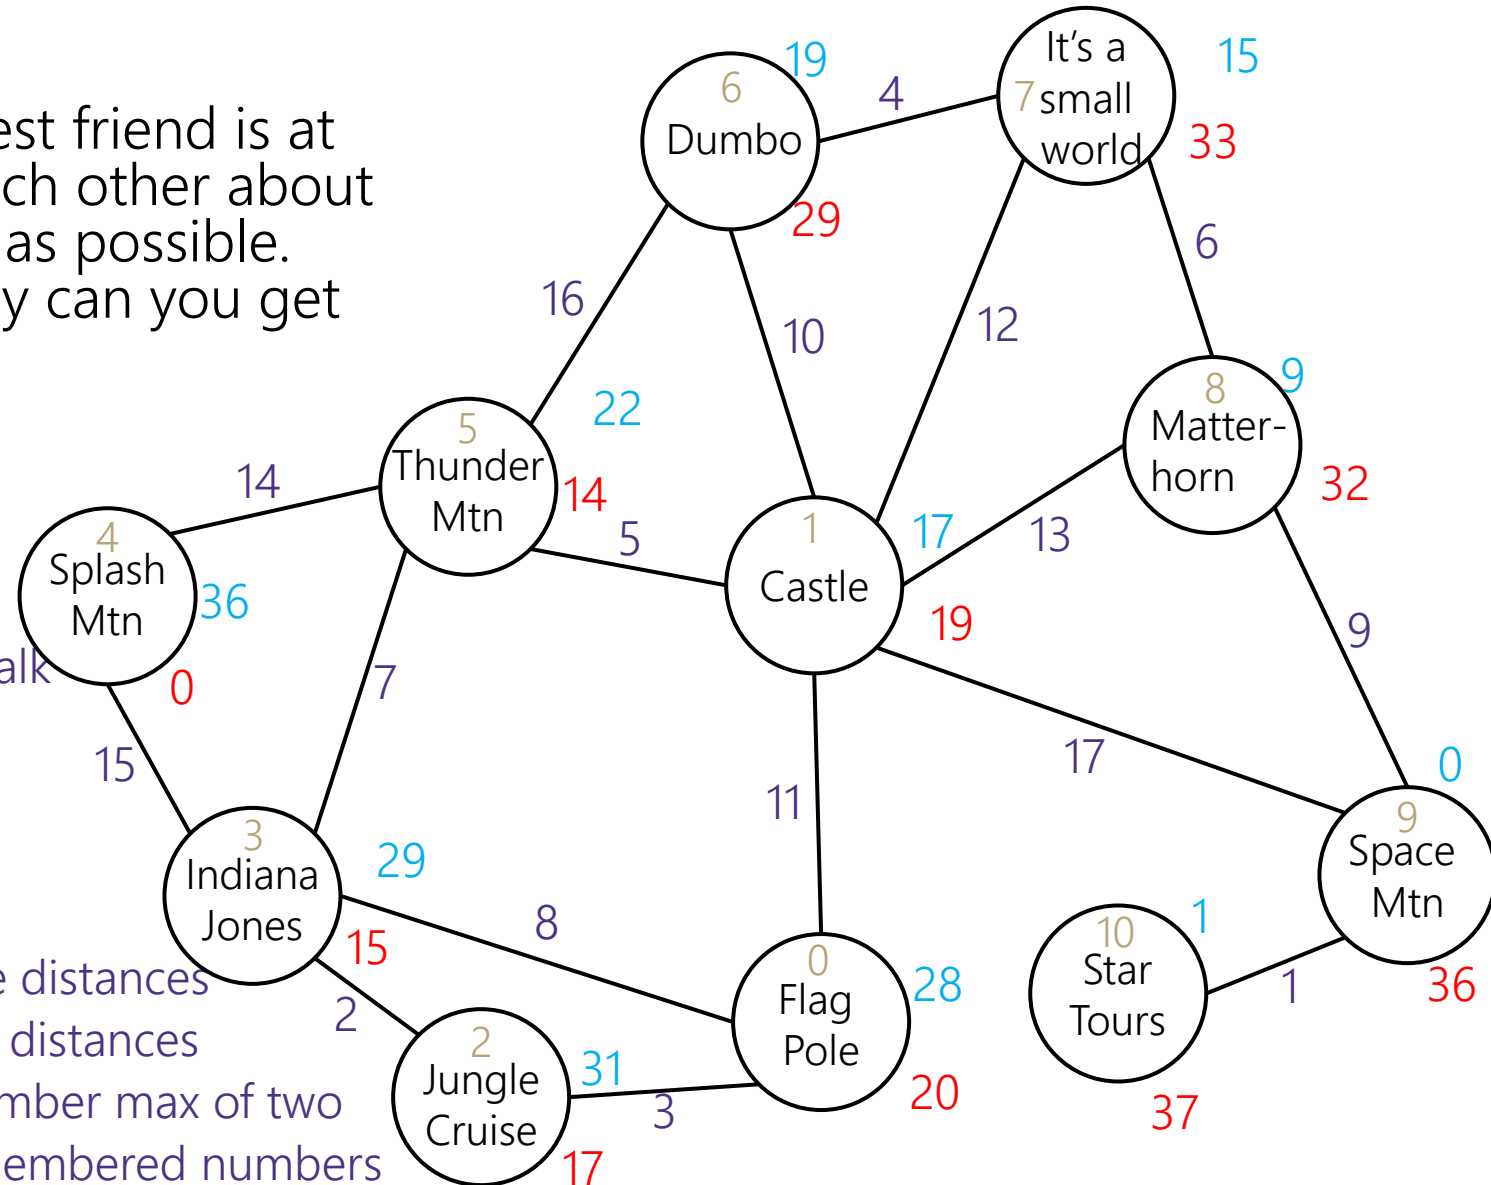 est friend is at
ch other about
as possible.
y can you get
19
6
Dumbo
29
4
It's a
7 small
world
15
33
16
10
12
6
22
5
Thunder
Mtn
14
14
5
8
Matter-
horn
9
32
4
Splash
Mtn
36
0
alk
1
Castle
17
19
13
9
7
15
17
11
0
9
Space
Mtn
36
3
Indiana
Jones
29
15
8
2
10
Star
Tours
1
37
1
0
Flag
Pole
28
20
2
Jungle
Cruise
31
17
3
e distances
distances
mber max of two
embered numbers